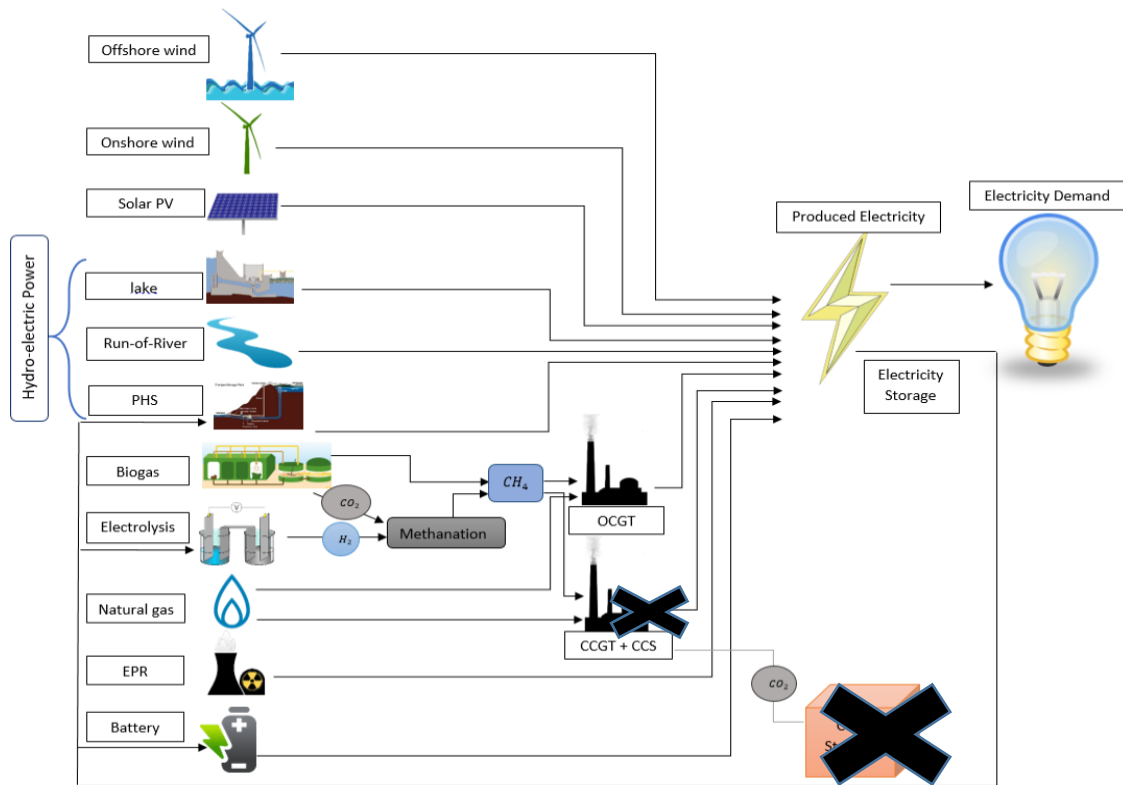 Offshore wind
Onshore wind
Solar PV
Hydro-electric Power
lake
Run-of-River
PHS
Biogas
Electrolysis
V
CO₂
H₂
Methanation
CH₄
OCGT
Natural gas
CCGT + CCS
EPR
Battery
CO₂
Produced Electricity
Electricity Demand
Electricity
Storage